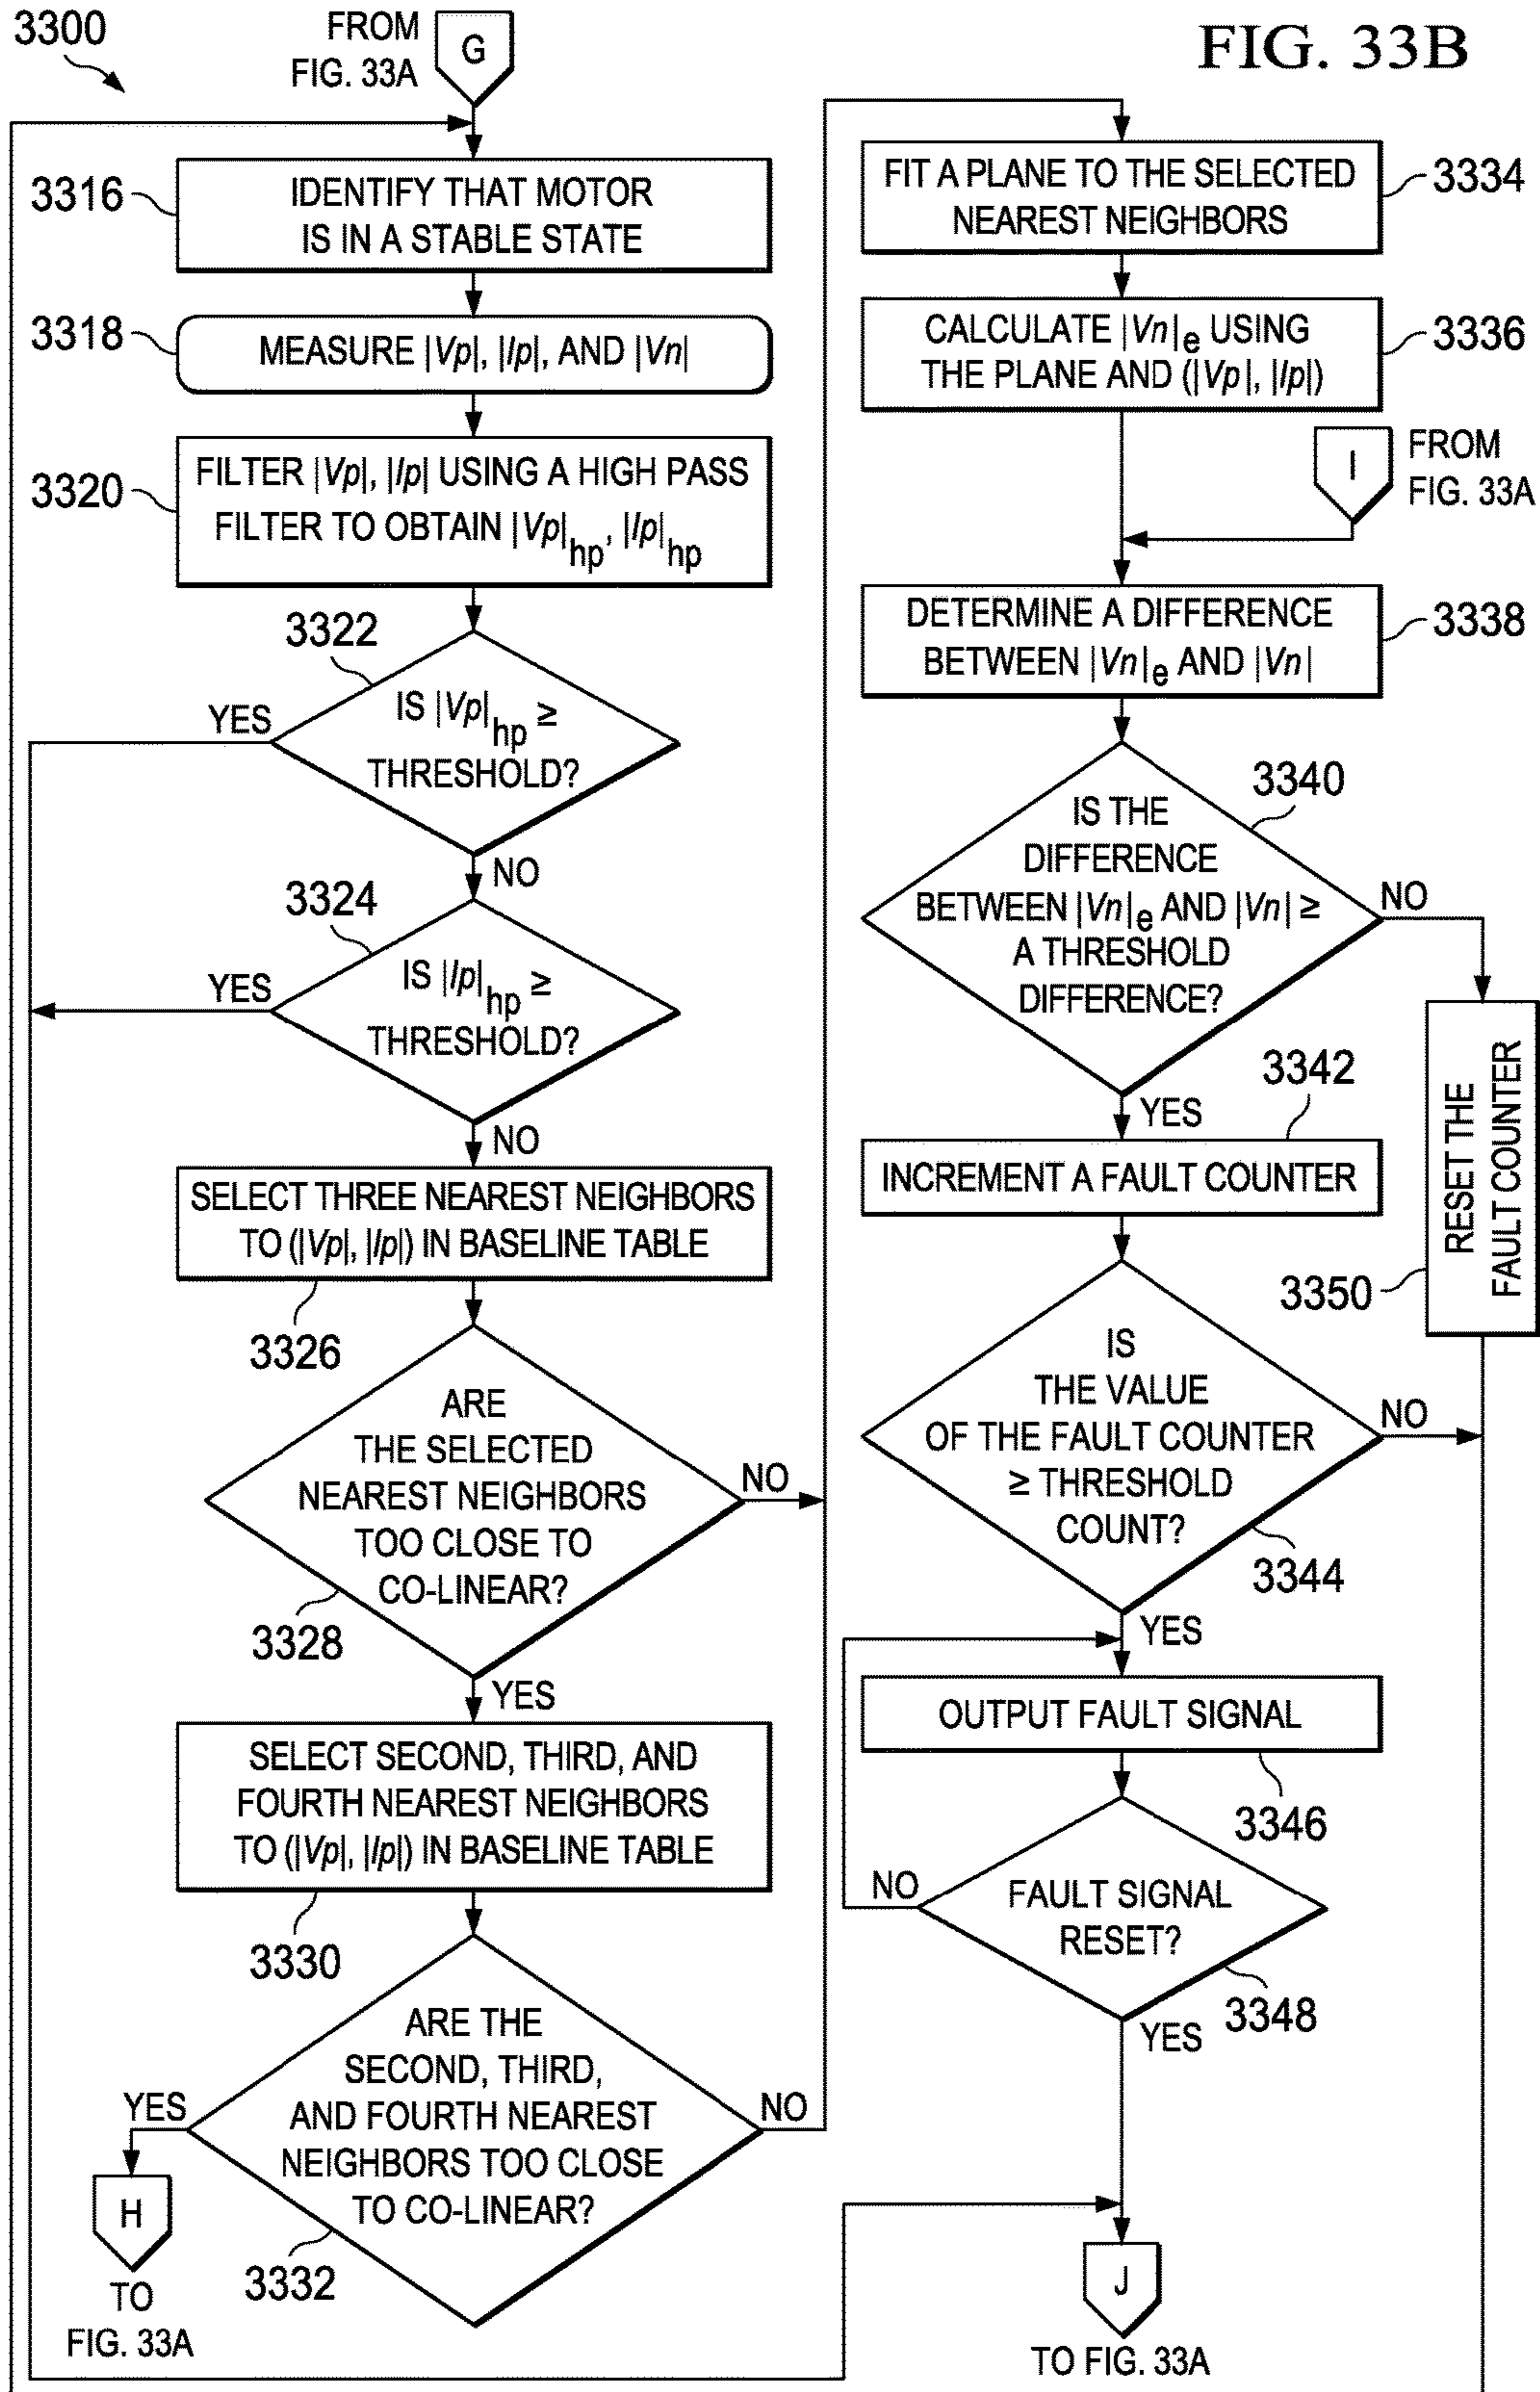 3300
FROM
FIG. 33A
G
FIG. 33B
3316
IDENTIFY THAT MOTOR
IS IN A STABLE STATE
3318
MEASURE |Vp|, |Ip|, AND |Vn|
3320
FILTER |Vp|, |Ip| USING A HIGH PASS
FILTER TO OBTAIN |Vp|hp, |Ip|hp
3322
IS |Vp|hp ≥
THRESHOLD?
YES
NO
3324
IS |Ip|hp ≥
THRESHOLD?
YES
NO
SELECT THREE NEAREST NEIGHBORS
TO (|Vp|, |Ip|) IN BASELINE TABLE
3326
ARE
THE SELECTED
NEAREST NEIGHBORS
TOO CLOSE TO
CO-LINEAR?
NO
3328
YES
SELECT SECOND, THIRD, AND
FOURTH NEAREST NEIGHBORS
TO (|Vp|, |Ip|) IN BASELINE TABLE
3330
ARE THE
SECOND, THIRD,
AND FOURTH NEAREST
NEIGHBORS TOO CLOSE
TO CO-LINEAR?
YES
NO
3332
H
TO
FIG. 33A
FIT A PLANE TO THE SELECTED
NEAREST NEIGHBORS
3334
CALCULATE |Vn|e USING
THE PLANE AND (|Vp|, |Ip|)
3336
I
FROM
FIG. 33A
DETERMINE A DIFFERENCE
BETWEEN |Vn|e AND |Vn|
3338
3340
IS THE
DIFFERENCE
BETWEEN |Vn|e AND |Vn| ≥
A THRESHOLD
DIFFERENCE?
NO
YES
3342
INCREMENT A FAULT COUNTER
RESET THE
FAULT COUNTER
3350
IS
THE VALUE
OF THE FAULT COUNTER
≥ THRESHOLD
COUNT?
NO
3344
YES
OUTPUT FAULT SIGNAL
3346
FAULT SIGNAL
RESET?
NO
3348
YES
J
TO FIG. 33A